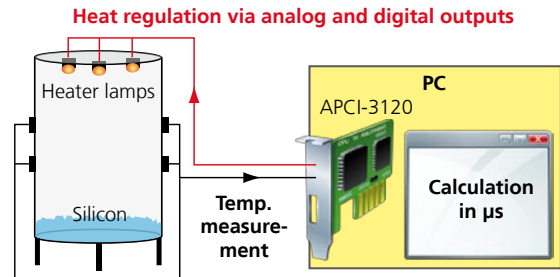 Heat regulation via analog and digital outputs
Heater lamps
Silicon
Temp.
measure-
ment
PC
APCI-3120
Calculation
in µs